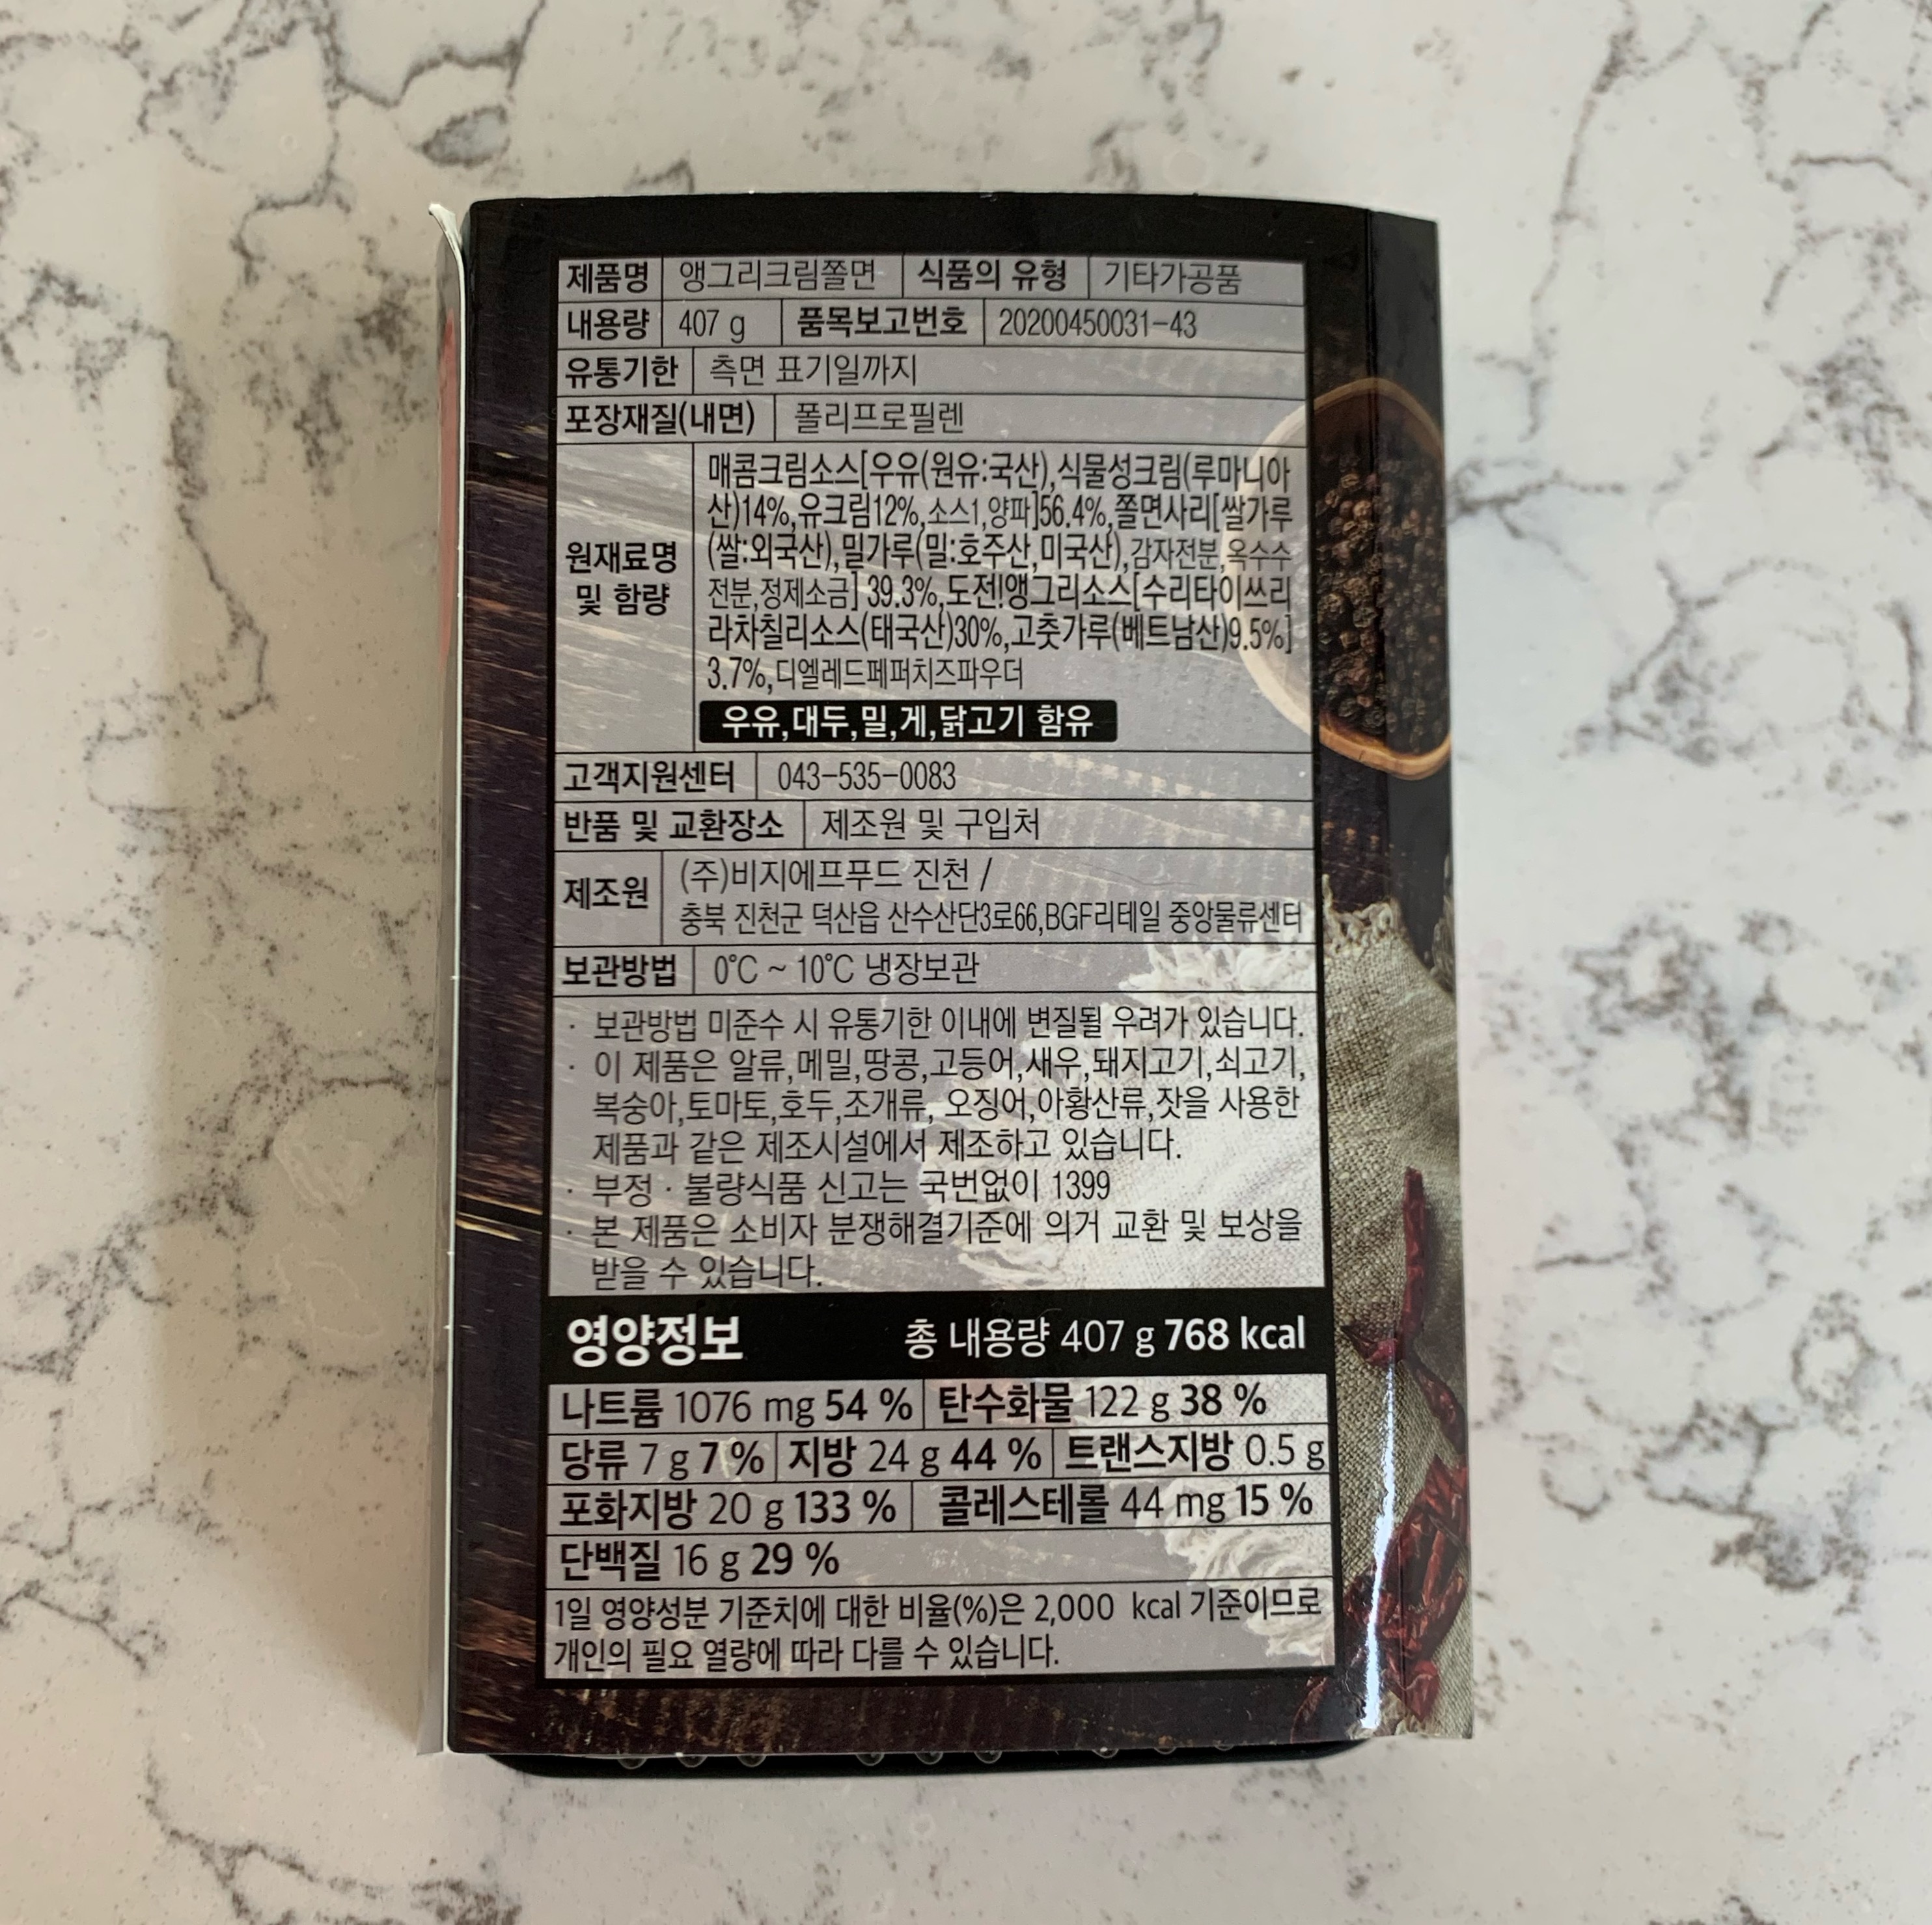 제품명 앵그리크림쫄면 식품의 유형 기타가공품
내용량 407 g 품목보고번호 20200450031-43
유통기한 측면 표기일까지
포장재질(내면) 폴리프로필렌
원재료명 및 함량
매콤크림소스[우유(원유:국산),식물성크림(루마니아
산)14%,유크림12%,소스1,양파]56.4%,쫄면사리[쌀가루
(쌀:외국산),밀가루(밀:호주산,미국산),감자전분,옥수수
전분,정제소금] 39.3%,도전!앵그리소스[수리타이쓰리
라차칠리소스(태국산)30%,고춧가루(베트남산)9.5%]
3.7%,디엘레드페퍼치즈파우더
우유,대두,밀,게,닭고기 함유
고객지원센터 043-535-0083
반품 및 교환장소 제조원 및 구입처
제조원 (주)비지에프푸드 진천 /
충북 진천군 덕산읍 산수산단3로66,BGF리테일 중앙물류센터
보관방법 0℃ ~ 10℃ 냉장보관
· 보관방법 미준수 시 유통기한 이내에 변질될 우려가 있습니다.
· 이 제품은 알류,메밀,땅콩,고등어,새우,돼지고기,쇠고기,
복숭아,토마토,호두,조개류, 오징어,아황산류,잣을 사용한
제품과 같은 제조시설에서 제조하고 있습니다.
· 부정 · 불량식품 신고는 국번없이 1399
· 본 제품은 소비자 분쟁해결기준에 의거 교환 및 보상을
받을 수 있습니다.
영양정보 총 내용량 407 g 768 kcal
나트륨 1076 mg 54 % 탄수화물 122 g 38 %
당류 7 g 7 % 지방 24 g 44 % 트랜스지방 0.5 g
포화지방 20 g 133 % 콜레스테롤 44 mg 15 %
단백질 16 g 29 %
1일 영양성분 기준치에 대한 비율(%)은 2,000 kcal 기준이므로
개인의 필요 열량에 따라 다를 수 있습니다.